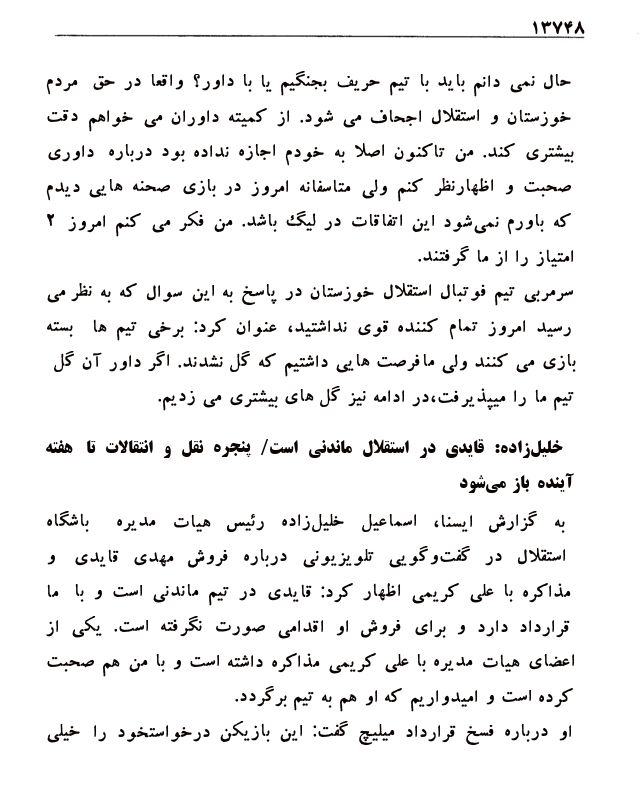 ۱۳۷۴۸
حال نمی دانم باید با تیم حریف بجنگیم یا با داور؟ واقعا در حق مردم
خوزستان و استقلال اجحاف می شود. از کمیته داوران می خواهم دقت
بیشتری کند. من تاکنون اصلا به خودم اجازه نداده بود درباره داوری
صحبت و اظهارنظر کنم ولی متاسفانه امروز در بازی صحنه هایی دیدم
که باورم نمی‌شود این اتفاقات در لیگ باشد. من فکر می کنم امروز ۲
امتیاز را از ما گرفتند.
سرمربی تیم فوتبال استقلال خوزستان در پاسخ به این سوال که به نظر می
رسید امروز تمام کننده قوی نداشتید، عنوان کرد: برخی تیم ها بسته
بازی می کنند ولی مافرصت هایی داشتیم که گل نشدند. اگر داور آن گل
تیم ما را میپذیرفت،در ادامه نیز گل های بیشتری می زدیم.
خلیل‌زاده: قایدی در استقلال ماندنی است/ پنجره نقل و انتقالات تا هفته
آینده باز می‌شود
به گزارش ایسنا، اسماعیل خلیل‌زاده رئیس هیات مدیره باشگاه
استقلال در گفت‌وگویی تلویزیونی درباره فروش مهدی قایدی و
مذاکره با علی کریمی اظهار کرد: قایدی در تیم ماندنی است و با ما
قرارداد دارد و برای فروش او اقدامی صورت نگرفته است. یکی از
اعضای هیات مدیره با علی کریمی مذاکره داشته است و با من هم صحبت
کرده است و امیدواریم که او هم به تیم برگردد.
او درباره فسخ قرارداد میلیچ گفت: این بازیکن درخواستخود را خیلی